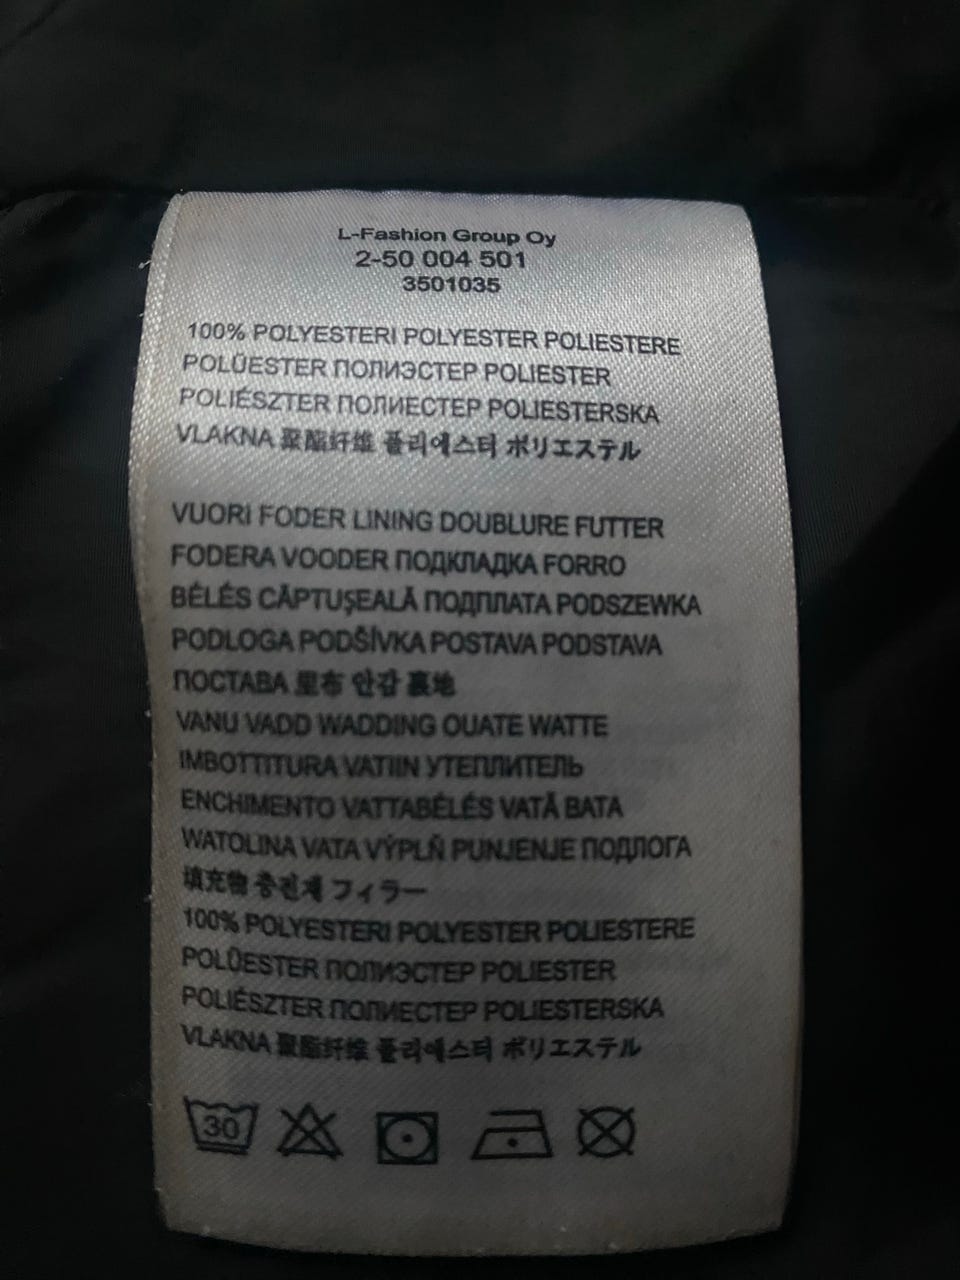 L-Fashion Group Oy
2-50 004 501
3501035
100% POLYESTERI POLYESTER POLIESTERE
POLÜESTER ПОЛИЭСТЕР POLIESTER
POLIÉSZTER ПОЛИЕСТЕР POLIESTERSKA
VLAKNA 聚酯纤维 폴리에스터 ポリエステル
VUORI FODER LINING DOUBLURE FUTTER
FODERA VOODER ПОДКЛАДКА FORRO
BÉLÉS CĂPTUŞEALĂ ПОДПЛАТА PODSZEWKA
PODLOGA PODŠÍVKA POSTAVA PODSTAVA
ПОСТАВА 里布 안감 裏地
VANU VADD WADDING OUATE WATTE
IMBOTTITURA VATIIN УТЕПЛИТЕЛЬ
ENCHIMENTO VATTABÉLÉS VATĂ BATA
WATOLINA VATA VÝPLŇ PUNJENJE ПОДЛОГА
填充物 충전재 フィラー
100% POLYESTERI POLYESTER POLIESTERE
POLÜESTER ПОЛИЭСТЕР POLIESTER
POLIÉSZTER ПОЛИЕСТЕР POLIESTERSKA
VLAKNA 聚酯纤维 폴리에스터 ポリエステル
30